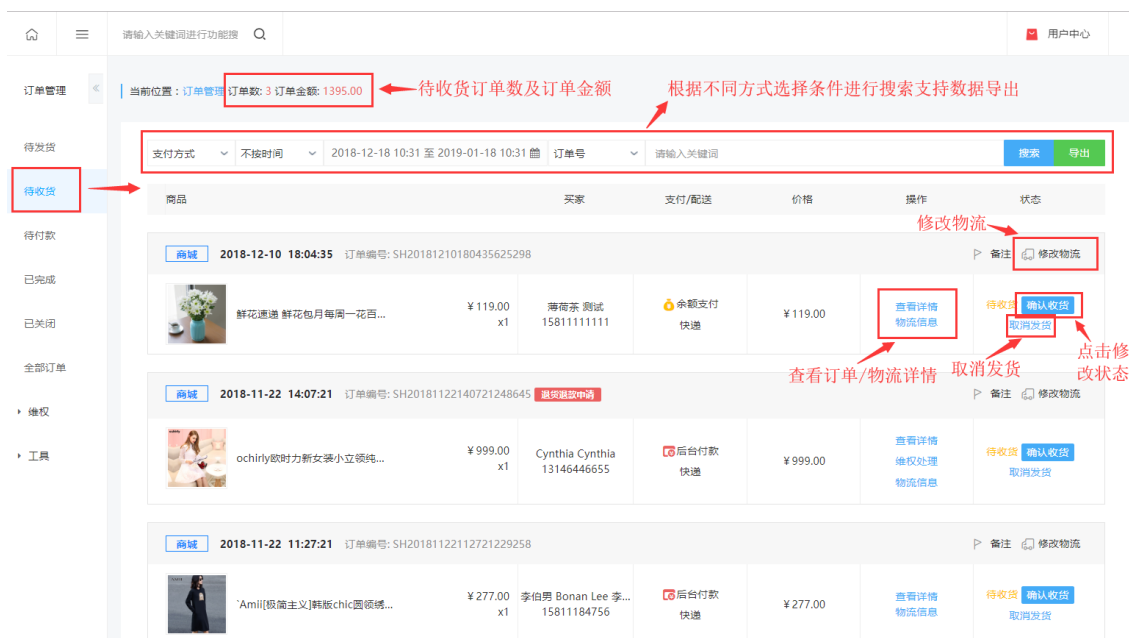 请输入关键词进行功能搜
用户中心
订单管理
«
当前位置：订单管理 订单数: 3 订单金额: 1395.00
待收货订单数及订单金额
根据不同方式选择条件进行搜索支持数据导出
待发货
待收货
待付款
已完成
已关闭
全部订单
维权
工具
支付方式 不按时间 2018-12-18 10:31 至 2019-01-18 10:31 订单号 请输入关键词 搜索 导出
商品 买家 支付/配送 价格 操作 状态
修改物流
商城 2018-12-10 18:04:35 订单编号: SH20181210180435625298 备注 修改物流
鲜花速递 鲜花包月每周一花百...
¥119.00
x1
薄荷茶 测试
15811111111
余额支付
快递
¥119.00
查看详情
物流信息
待收货 确认收货
取消发货
查看订单/物流详情
取消发货
点击修
改状态
商城 2018-11-22 14:07:21 订单编号: SH20181122140721248645 退货退款申请 备注 修改物流
ochirly欧时力新女装小立领纯...
¥999.00
x1
Cynthia Cynthia
13146446655
后台付款
快递
¥999.00
查看详情
维权处理
物流信息
待收货 确认收货
取消发货
商城 2018-11-22 11:27:21 订单编号: SH20181122112721229258 备注 修改物流
`Amii[极简主义]韩版chic圆领绣...
¥277.00
x1
李伯男 Bonan Lee 李...
15811184756
后台付款
快递
¥277.00
查看详情
物流信息
待收货 确认收货
取消发货